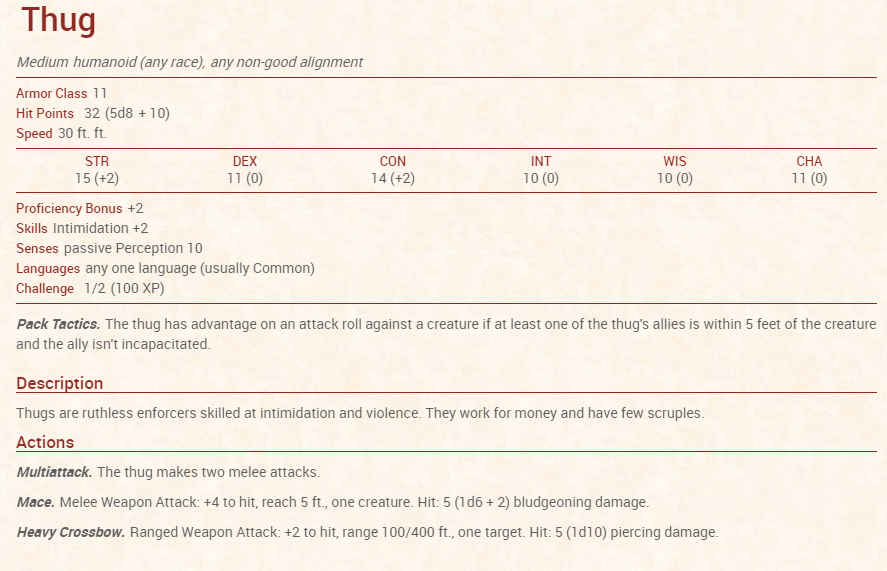 Thug
Medium humanoid (any race), any non-good alignment
Armor Class 11
Hit Points 32 (5d8 + 10)
Speed 30 ft. ft.
STR DEX CON INT WIS CHA
15 (+2) 11 (0) 14 (+2) 10 (0) 10 (0) 11 (0)
Proficiency Bonus +2
Skills Intimidation +2
Senses passive Perception 10
Languages any one language (usually Common)
Challenge 1/2 (100 XP)
Pack Tactics. The thug has advantage on an attack roll against a creature if at least one of the thug's allies is within 5 feet of the creature
and the ally isn't incapacitated.
Description
Thugs are ruthless enforcers skilled at intimidation and violence. They work for money and have few scruples.
Actions
Multiattack. The thug makes two melee attacks.
Mace. Melee Weapon Attack: +4 to hit, reach 5 ft., one creature. Hit: 5 (1d6 + 2) bludgeoning damage.
Heavy Crossbow. Ranged Weapon Attack: +2 to hit, range 100/400 ft., one target. Hit: 5 (1d10) piercing damage.